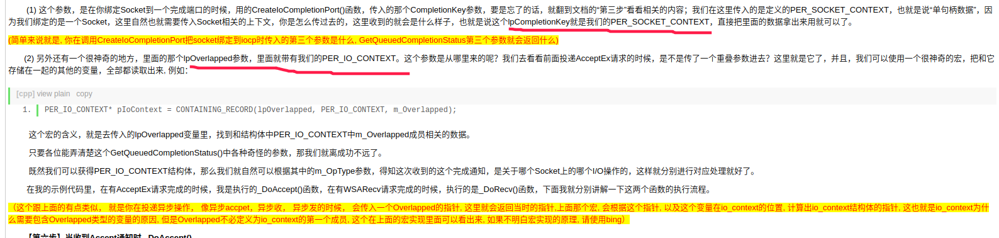 (1) 这个参数，是在你绑定Socket到一个完成端口的时候，用的CreateIoCompletionPort()函数，传入的那个CompletionKey参数，要是忘了的话，就翻到文档的“第三步”看看相关的内容；我们在这里传入的是定义的PER_SOCKET_CONTEXT，也就是说“单句柄数据”，因
为我们绑定的是一个Socket，这里自然也就需要传入Socket相关的上下文，你是怎么传过去的，这里收到的就会是什么样子，也就是说这个lpCompletionKey就是我们的PER_SOCKET_CONTEXT，直接把里面的数据拿出来用就可以了。
(简单来说就是, 你在调用CreateIoCompletionPort把socket绑定到iocp时传入的第三个参数是什么, GetQueuedCompletionStatus第三个参数就会返回什么)
(2) 另外还有一个很神奇的地方，里面的那个lpOverlapped参数，里面就带有我们的PER_IO_CONTEXT。这个参数是从哪里来的呢？我们去看看前面投递AcceptEx请求的时候，是不是传了一个重叠参数进去？这里就是它了，并且，我们可以使用一个很神奇的宏，把和它
存储在一起的其他的变量，全部都读取出来, 例如：
[cpp] view plain copy
1. PER_IO_CONTEXT* pIoContext = CONTAINING_RECORD(lpOverlapped, PER_IO_CONTEXT, m_Overlapped);
这个宏的含义，就是去传入的lpOverlapped变量里，找到和结构体中PER_IO_CONTEXT中m_Overlapped成员相关的数据。
只要各位能弄清楚这个GetQueuedCompletionStatus()中各种奇怪的参数，那我们就离成功不远了。
既然我们可以获得PER_IO_CONTEXT结构体，那么我们就自然可以根据其中的m_OpType参数，得知这次收到的这个完成通知，是关于哪个Socket上的哪个I/O操作的，这样就分别进行对应处理就好了。
在我的示例代码里，在有AcceptEx请求完成的时候，我是执行的_DoAccept()函数，在有WSARecv请求完成的时候，执行的是_DoRecv()函数，下面我就分别讲解一下这两个函数的执行流程。
（这个跟上面的有点类似， 就是你在投递异步操作， 像异步accpet，异步收， 异步发的时候， 会传入一个Overlapped的指针, 这里就会返回当时的指针,上面那个宏, 会根据这个指针, 以及这个变量在io_context的位置, 计算出io_context结构体的指针, 这也就是io_context为什
么需要包含Overlapped类型的变量的原因, 但是Overlapped不必定义为io_context的第一个成员, 这个在上面的宏实现里面可以看出来, 如果不明白宏实现的原理, 请使用bing）
【第六步】当收到Accept通知时 _DoAccept()